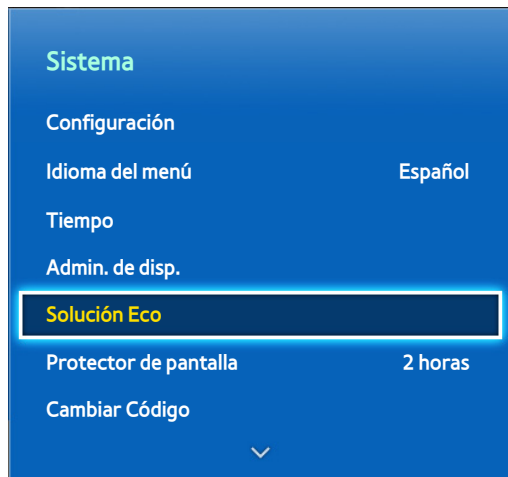 Sistema
Configuración
Idioma del menú Español
Tiempo
Admin. de disp.
Solución Eco
Protector de pantalla 2 horas
Cambiar Código